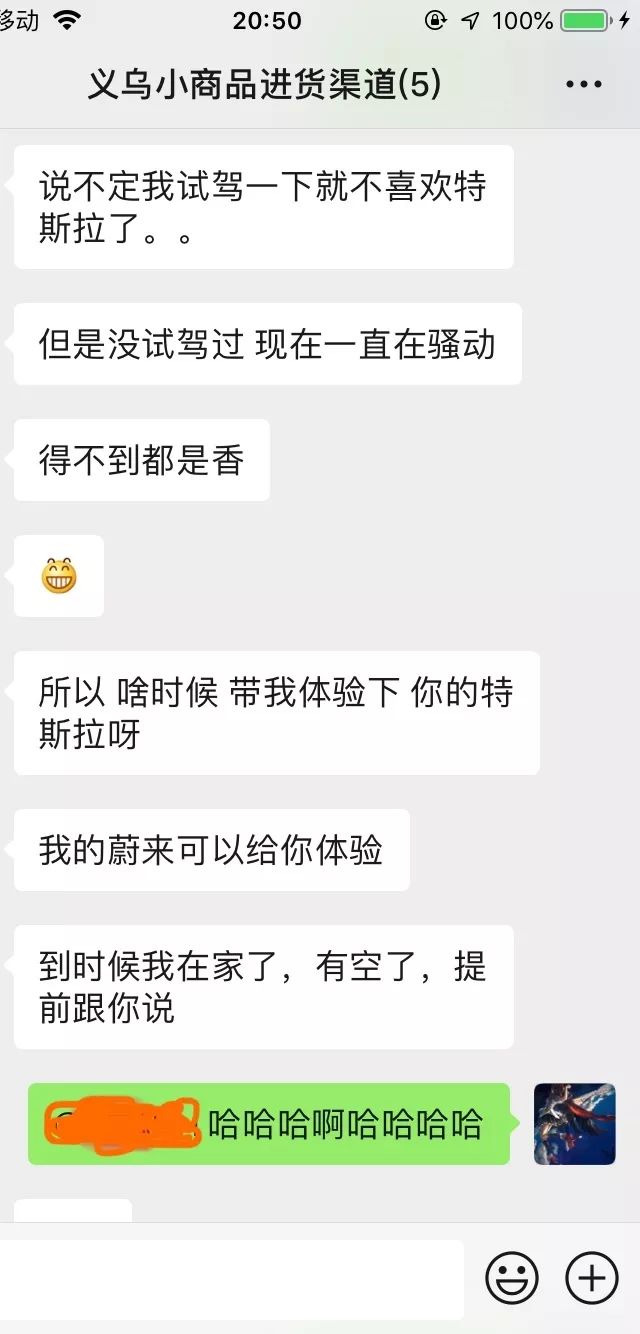 移动 20:50 100%
义乌小商品进货渠道(5)
说不定我试驾一下就不喜欢特
斯拉了。。
但是没试驾过 现在一直在骚动
得不到都是香
所以 啥时候 带我体验下 你的特
斯拉呀
我的蔚来可以给你体验
到时候我在家了，有空了，提
前跟你说
哈哈哈啊哈哈哈哈